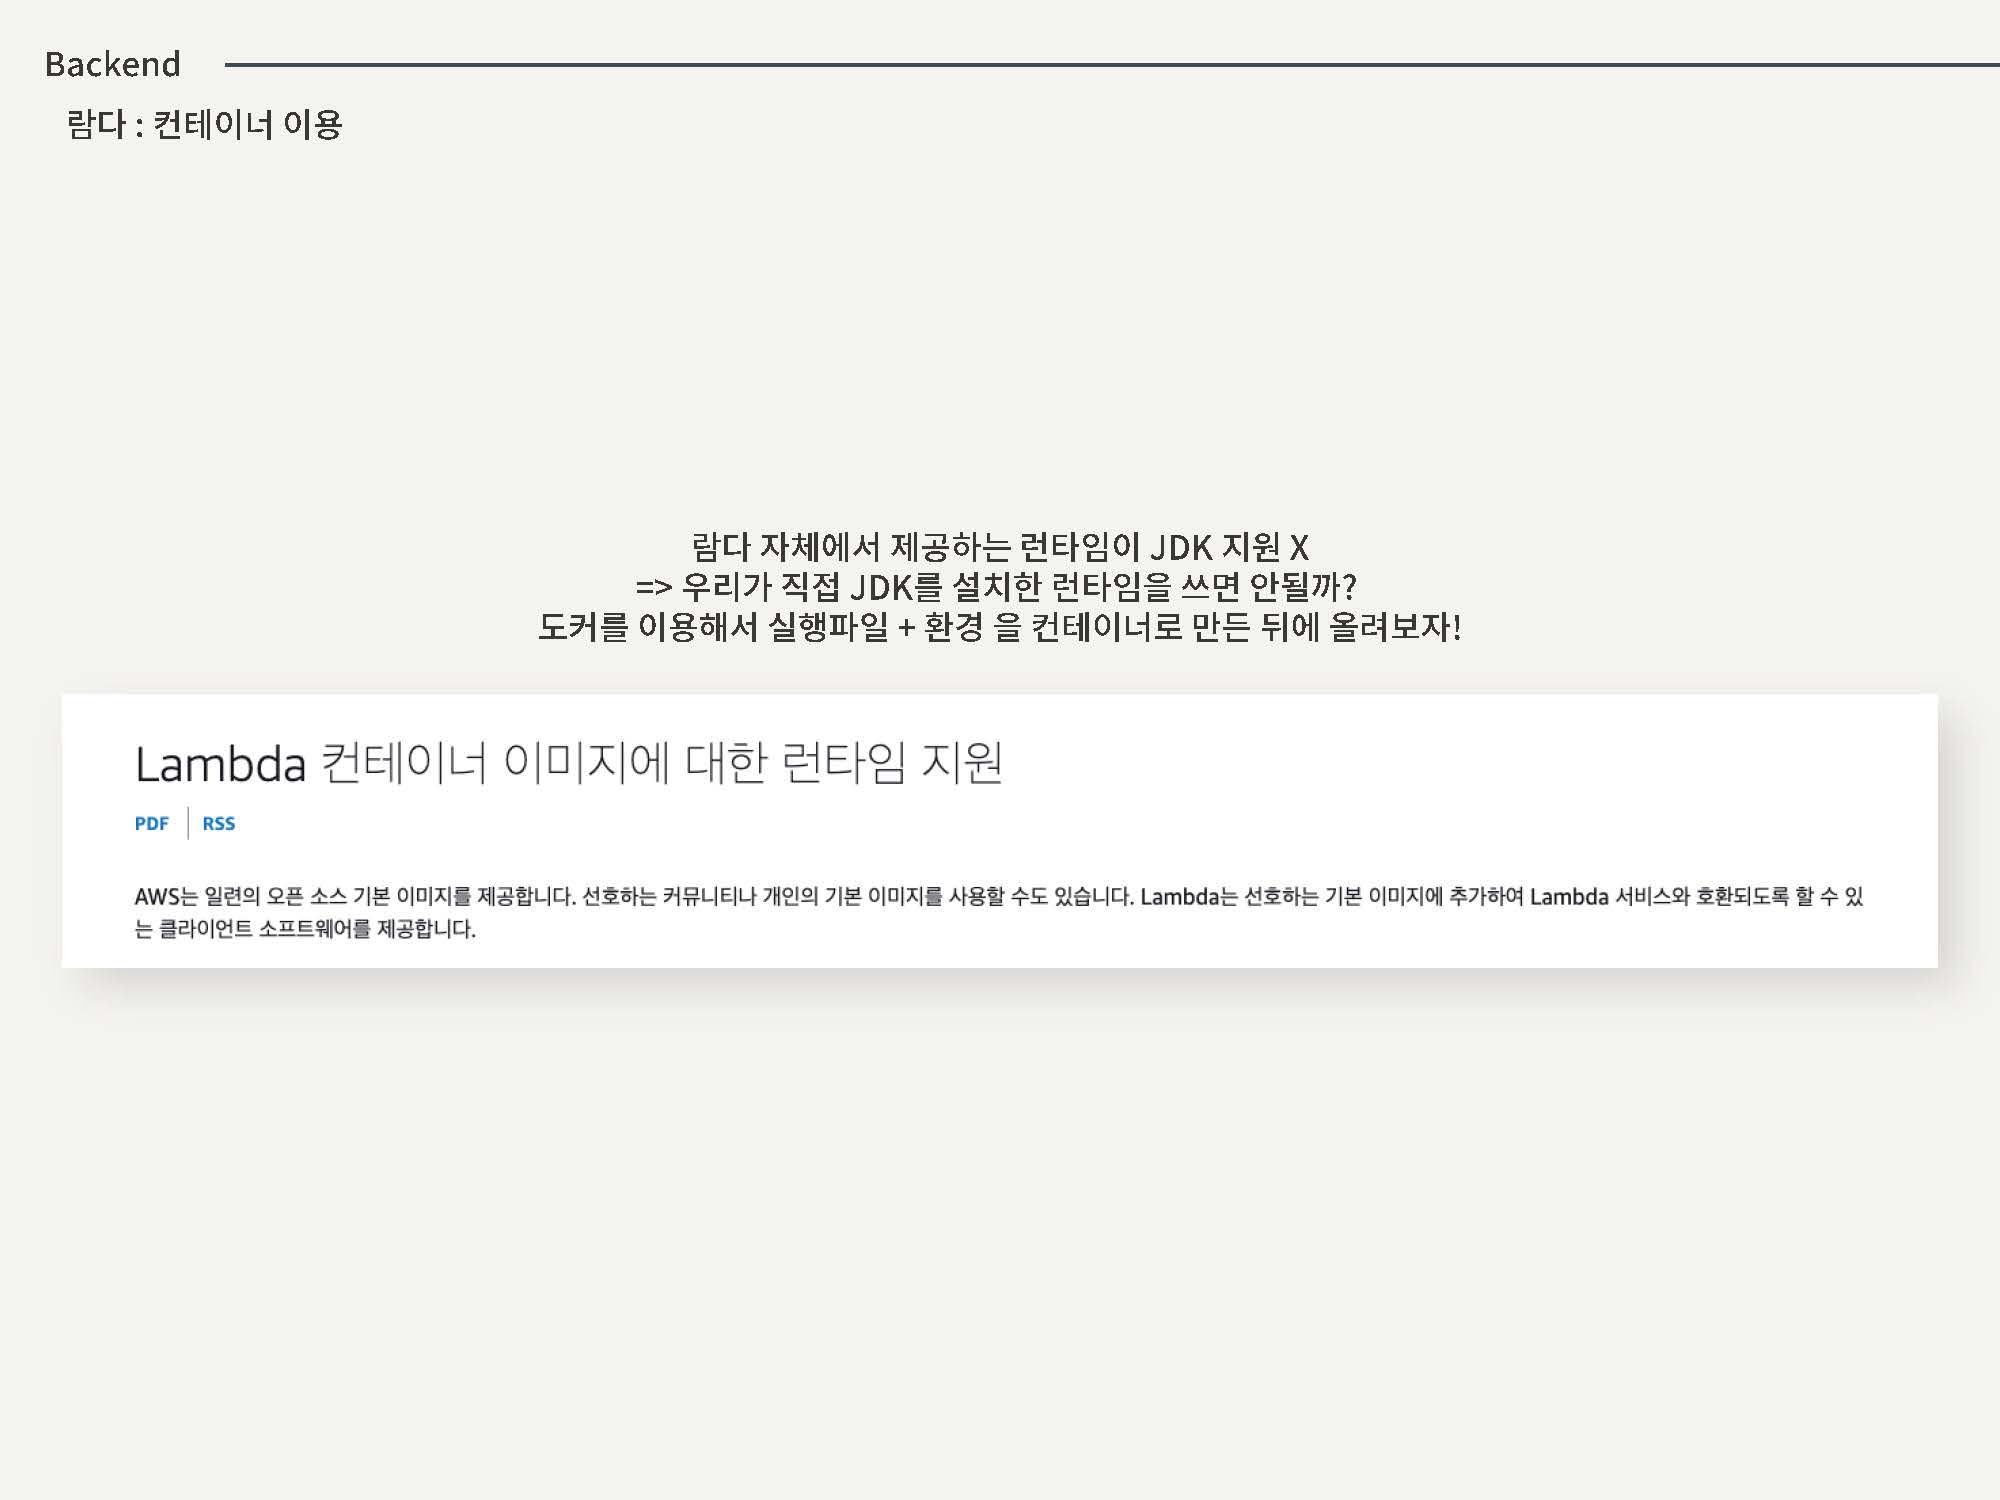 Backend
람다 : 컨테이너 이용
람다 자체에서 제공하는 런타임이 JDK 지원 X
=> 우리가 직접 JDK를 설치한 런타임을 쓰면 안될까?
도커를 이용해서 실행파일 + 환경 을 컨테이너로 만든 뒤에 올려보자!
Lambda 컨테이너 이미지에 대한 런타임 지원
PDF | RSS
AWS는 일련의 오픈 소스 기본 이미지를 제공합니다. 선호하는 커뮤니티나 개인의 기본 이미지를 사용할 수도 있습니다. Lambda는 선호하는 기본 이미지에 추가하여 Lambda 서비스와 호환되도록 할 수 있
는 클라이언트 소프트웨어를 제공합니다.